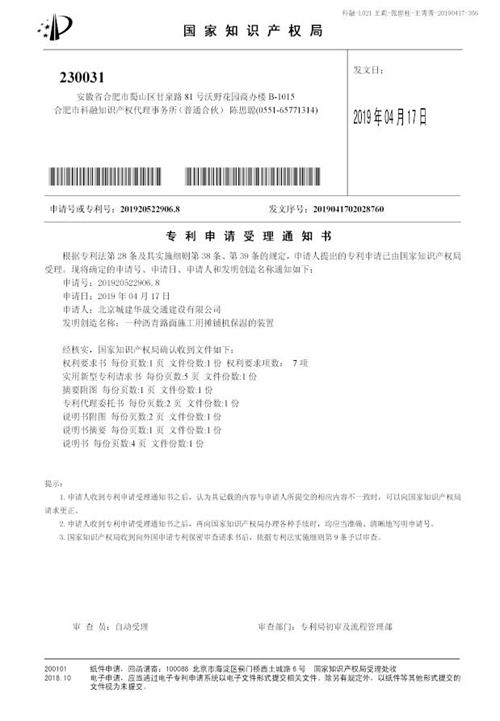 科融-L021 王莉-张世桂-王菁菁-20190417-356
国家知识产权局
230031
发文日：
安徽省合肥市蜀山区甘泉路 81 号沃野花园商办楼 B-1015
合肥市科融知识产权代理事务所（普通合伙） 陈思聪(0551-65771314)
2019 年 04 月 17 日
申请号或专利号：201920522906.8
发文序号：2019041702028760
专利申请受理通知书
根据专利法第 28 条及其实施细则第 38 条、第 39 条的规定，申请人提出的专利申请已由国家知识产权局
受理。现将确定的申请号、申请日、申请人和发明创造名称通知如下：
申请号：201920522906.8
申请日：2019 年 04 月 17 日
申请人：北京城建华晟交通建设有限公司
发明创造名称：一种沥青路面施工用摊铺机保温的装置
经核实，国家知识产权局确认收到文件如下：
权利要求书 每份页数:1 页 文件份数:1 份 权利要求项数： 7 项
实用新型专利请求书 每份页数:5 页 文件份数:1 份
摘要附图 每份页数:1 页 文件份数:1 份
专利代理委托书 每份页数:2 页 文件份数:1 份
说明书附图 每份页数:2 页 文件份数:1 份
说明书摘要 每份页数:1 页 文件份数:1 份
说明书 每份页数:4 页 文件份数:1 份
提示：
1.申请人收到专利申请受理通知书之后，认为其记载的内容与申请人所提交的相应内容不一致时，可以向国家知识产权局
请求更正。
2.申请人收到专利申请受理通知书之后，再向国家知识产权局办理各种手续时，均应当准确、清晰地写明申请号。
3.国家知识产权局收到向外国申请专利保密审查请求书后，依据专利法实施细则第 9 条予以审查。
审 查 员：自动受理
审查部门：专利局初审及流程管理部
200101 纸件申请，回函请寄：100088 北京市海淀区蓟门桥西土城路 6 号 国家知识产权局受理处收
2018.10 电子申请，应当通过电子专利申请系统以电子文件形式提交相关文件。除另有规定外，以纸件等其他形式提交的
文件视为未提交。